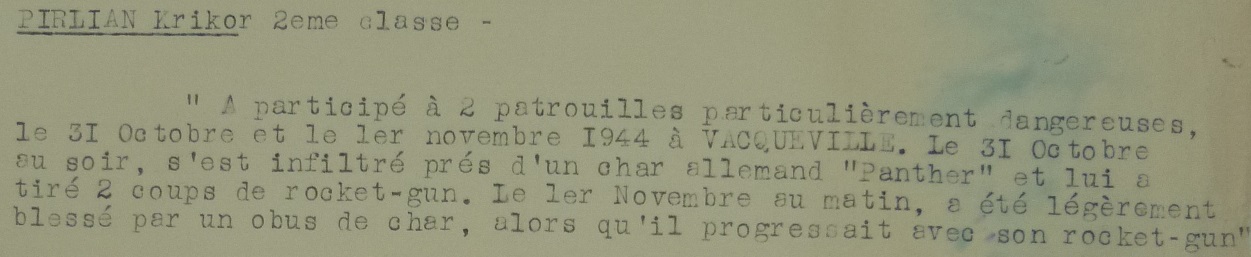 PIRLIAN Krikor 2eme classe -
" A participé à 2 patrouilles particulièrement dangereuses,
le 3I Octobre et le 1er novembre I944 à VACQUEVILLE. Le 3I Octobre
au soir, s'est infiltré prés d'un char allemand "Panther" et lui a
tiré 2 coups de rocket-gun. Le 1er Novembre au matin, a été légèrement
blessé par un obus de char, alors qu'il progressait avec son rocket-gun"